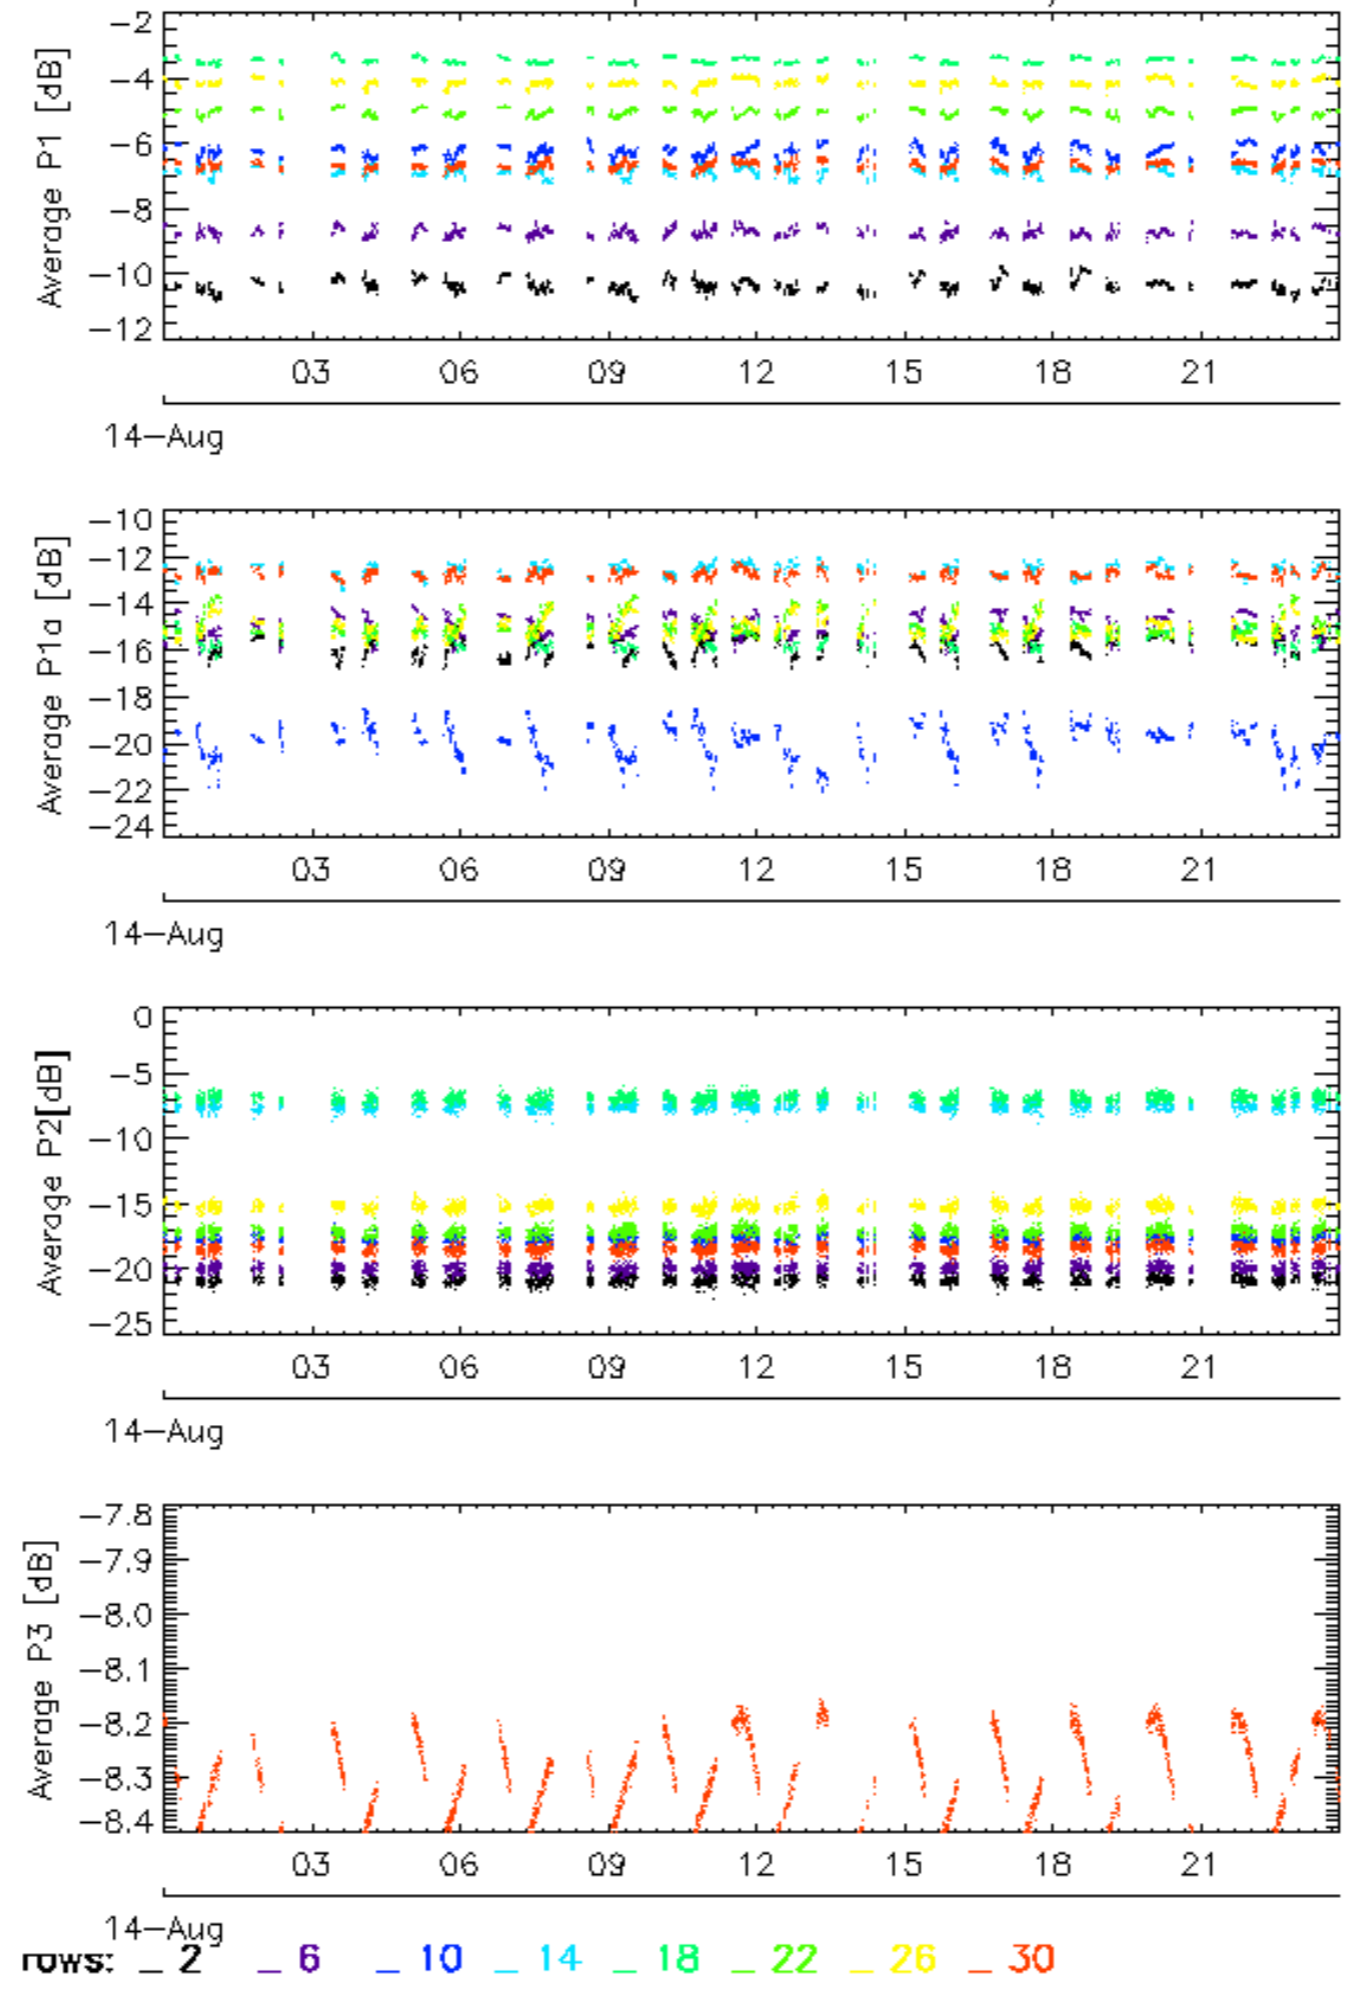 Average P1 [dB]
-2
-4
-6
-8
-10
-12
03 06 09 12 15 18 21
14-Aug
Average P1a [dB]
-10
-12
-14
-16
-18
-20
-22
-24
03 06 09 12 15 18 21
14-Aug
Average P2[dB]
0
-5
-10
-15
-20
-25
03 06 09 12 15 18 21
14-Aug
Average P3 [dB]
-7.8
-7.9
-8.0
-8.1
-8.2
-8.3
-8.4
03 06 09 12 15 18 21
14-Aug
rows: _ 2 _ 6 _ 10 _ 14 _ 18 _ 22 _ 26 _ 30